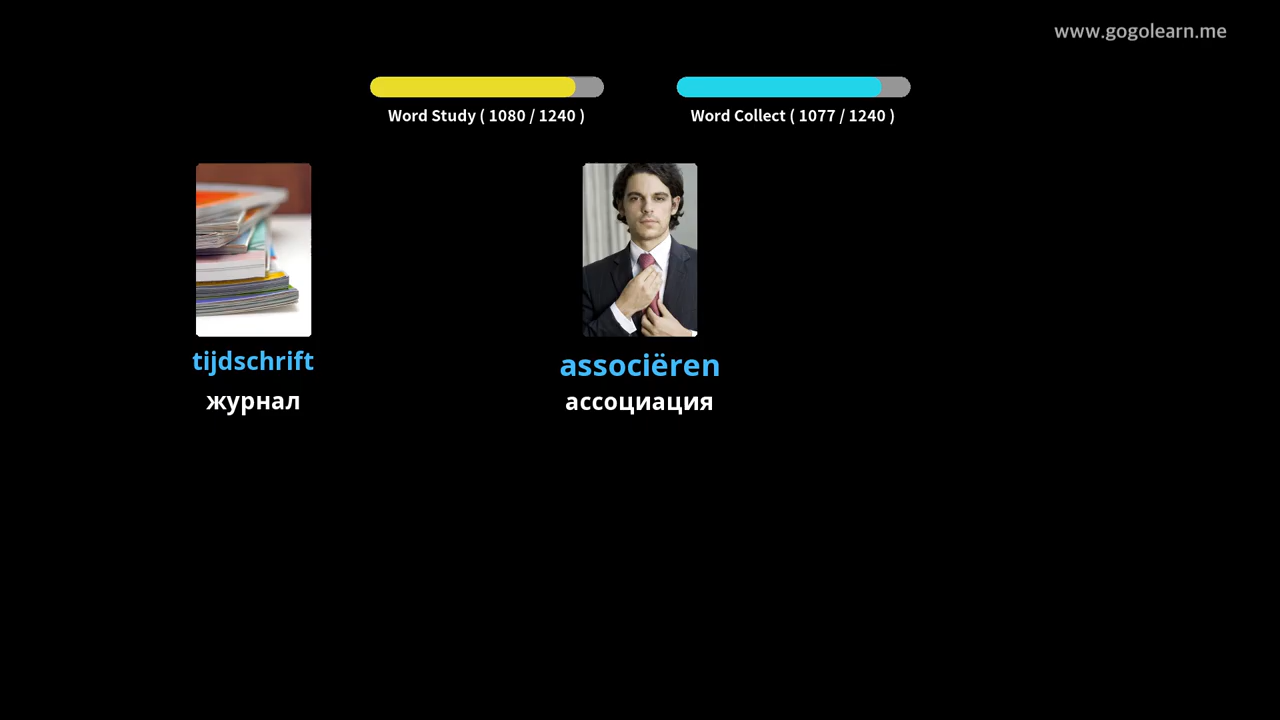 www.gogolearn.me
Word Study ( 1080 / 1240 )
Word Collect ( 1077 / 1240 )
tijdschrift
журнал
associëren
ассоциация